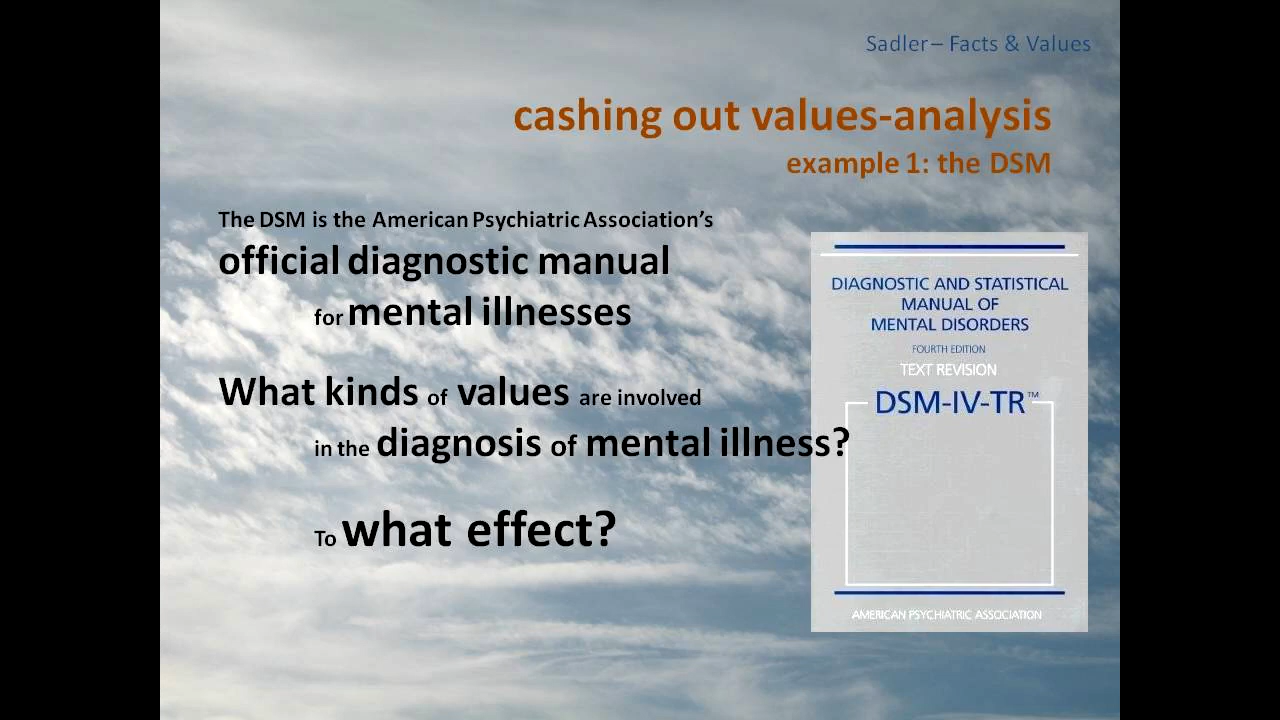 Sadler – Facts & Values
cashing out values-analysis
example 1: the DSM
The DSM is the American Psychiatric Association's
official diagnostic manual
for mental illnesses
What kinds of values are involved
in the diagnosis of mental illness?
To what effect?
DIAGNOSTIC AND STATISTICAL
MANUAL OF
MENTAL DISORDERS
FOURTH EDITION
TEXT REVISION
DSM-IV-TR™
AMERICAN PSYCHIATRIC ASSOCIATION